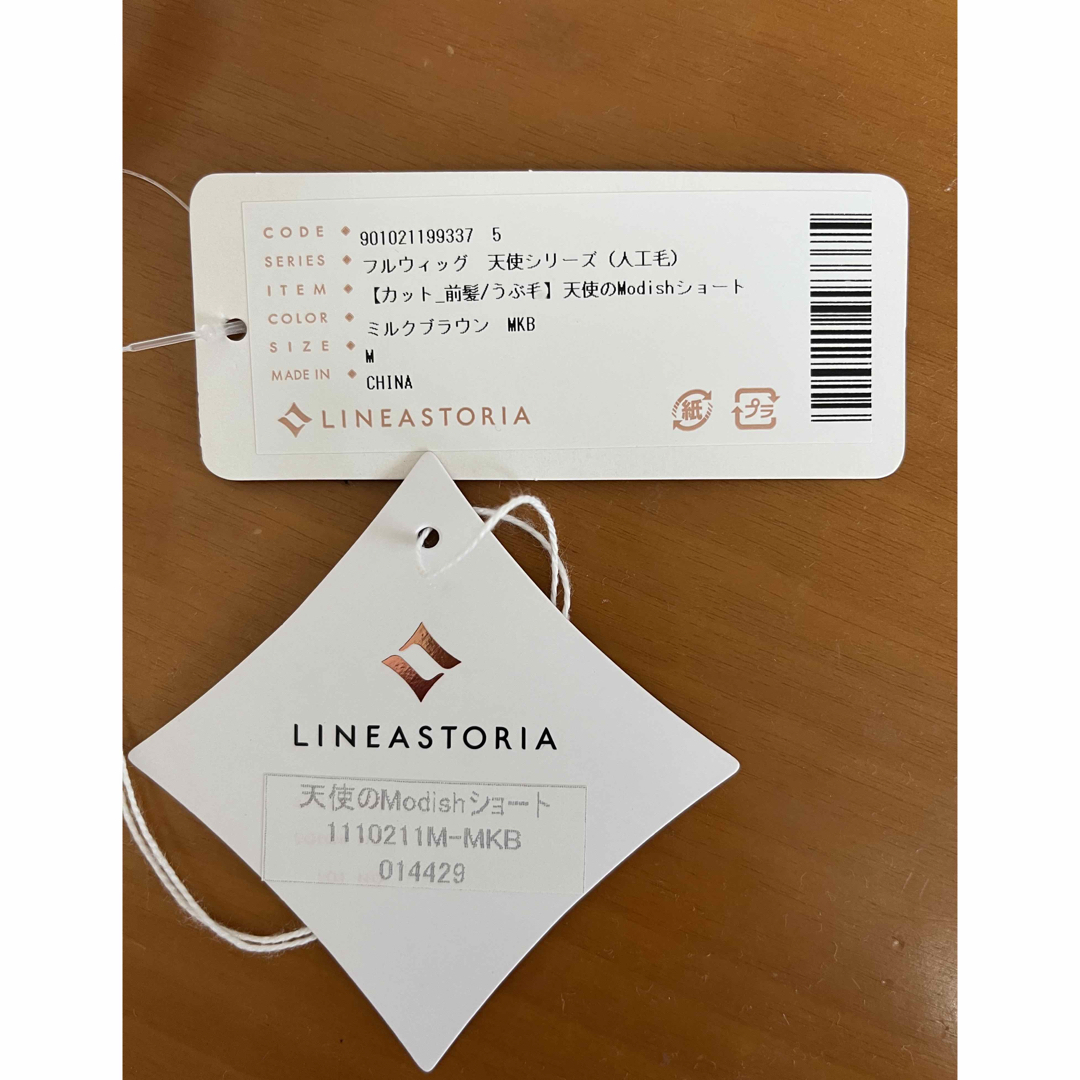 CODE ◆ 901021199337 5
SERIES ◆ フルウィッグ 天使シリーズ（人工毛）
ITEM ◆ 【カット_前髪/うぶ毛】天使のModishショート
COLOR ◆ ミルクブラウン MKB
SIZE ◆ M
MADE IN ◆ CHINA
LINEASTORIA
紙 プラ
LINEASTORIA
天使のModishショート
1110211M-MKB
014429